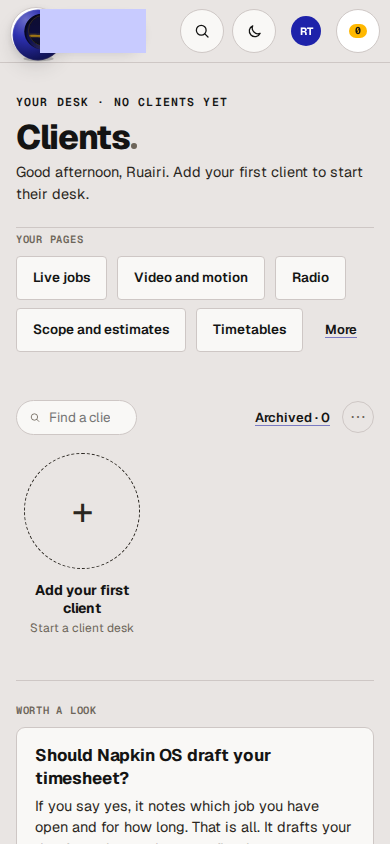 RT
0
YOUR DESK · NO CLIENTS YET
Clients.
Good afternoon, Ruairi. Add your first client to start
their desk.
YOUR PAGES
Live jobs
Video and motion
Radio
Scope and estimates
Timetables
More
Find a clie
Archived · 0
Add your first
client
Start a client desk
WORTH A LOOK
Should Napkin OS draft your
timesheet?
If you say yes, it notes which job you have
open and for how long. That is all. It drafts your